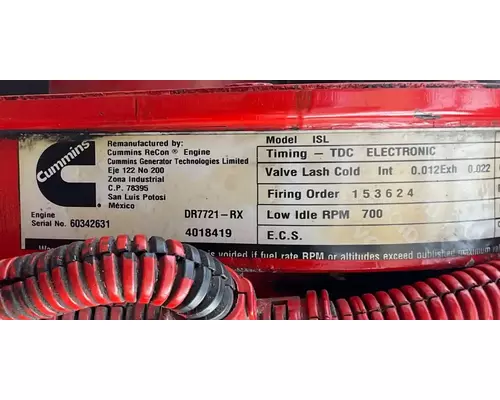 Cummins
Remanufactured by:
Cummins ReCon ® Engine
Cummins Generator Technologies Limited
Eje 122 No 200
Zona Industrial
C.P. 78395
San Luis Potosi
México
Engine
Serial No. 60342631
DR7721-RX
4018419
Model ISL
Timing - TDC ELECTRONIC
Valve Lash Cold Int 0.012Exh 0.022
Firing Order 1 5 3 6 2 4
Low Idle RPM 700
E.C.S.
voided if fuel rate RPM or altitudes exceed published maximum